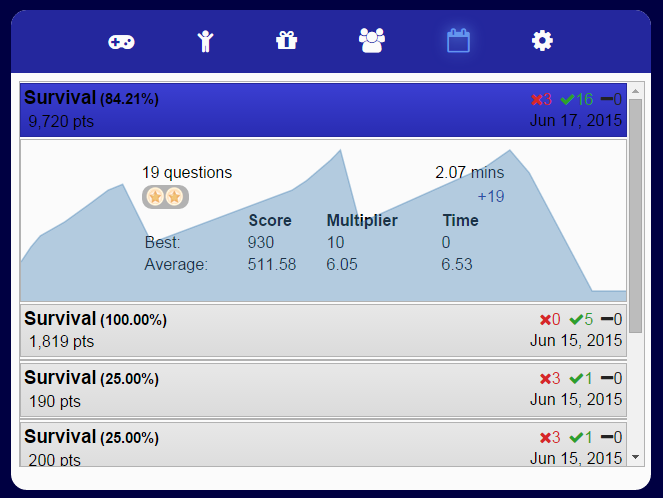 Survival (84.21%) 3 16 0
9,720 pts Jun 17, 2015
19 questions 2.07 mins
+19
Score Multiplier Time
Best: 930 10 0
Average: 511.58 6.05 6.53
Survival (100.00%) 0 5 0
1,819 pts Jun 15, 2015
Survival (25.00%) 3 1 0
190 pts Jun 15, 2015
Survival (25.00%) 3 1 0
200 pts Jun 15, 2015